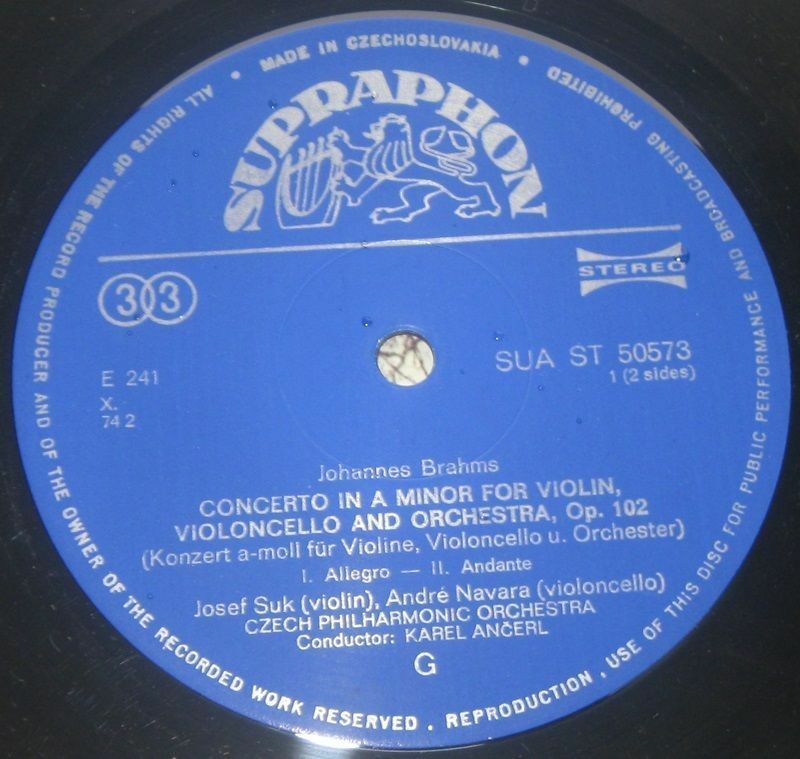 MADE IN CZECHOSLOVAKIA
ALL RIGHTS OF THE RECORD PRODUCER AND OF THE OWNER OF THE RECORDED WORK RESERVED . REPRODUCTION , USE OF THIS DISC FOR PUBLIC PERFORMANCE AND BROADCASTING PROHIBITED
SUPRAPHON
STEREO
33
SUA ST 50573
1 (2 sides)
E 241
X.
74 2
Johannes Brahms
CONCERTO IN A MINOR FOR VIOLIN,
VIOLONCELLO AND ORCHESTRA, Op. 102
(Konzert a-moll für Violine, Violoncello u. Orchester)
I. Allegro — II. Andante
Josef Suk (violin), André Navara (violoncello)
CZECH PHILHARMONIC ORCHESTRA
Conductor: KAREL ANČERL
G